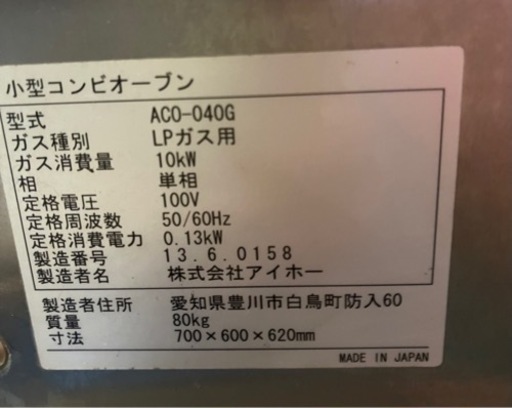 小型コンビオーブン
型式 ACO-040G
ガス種別 LPガス用
ガス消費量 10kW
相 単相
定格電圧 100V
定格周波数 50/60Hz
定格消費電力 0.13kW
製造番号 13.6.0158
製造者名 株式会社アイホー
製造者住所 愛知県豊川市白鳥町防入60
質量 80kg
寸法 700×600×620mm
MADE IN JAPAN